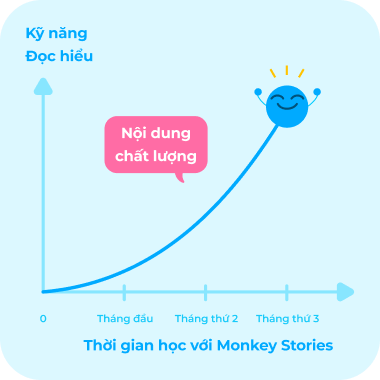 Kỹ năng
Đọc hiểu
Nội dung
chất lượng
0
Tháng đầu
Tháng thứ 2
Tháng thứ 3
Thời gian học với Monkey Stories